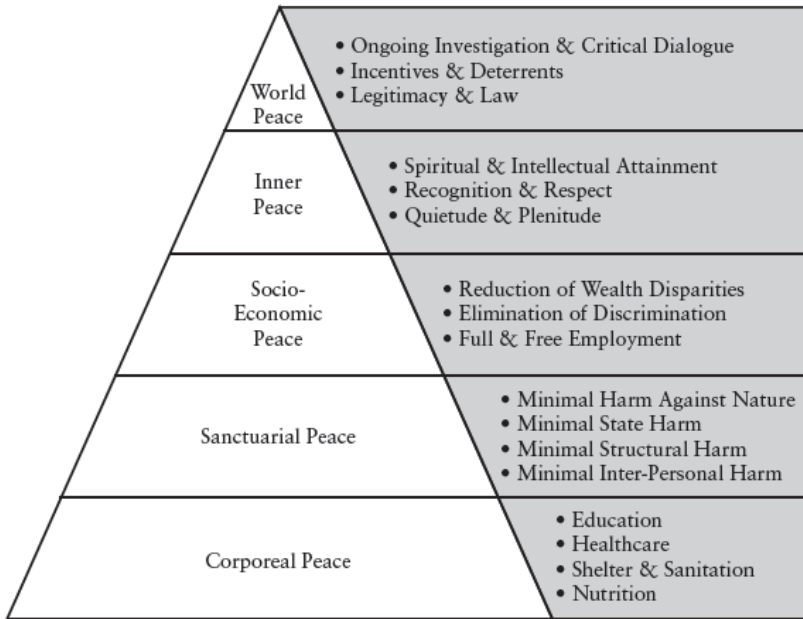 World
Peace
• Ongoing Investigation & Critical Dialogue
• Incentives & Deterrents
• Legitimacy & Law
Inner
Peace
• Spiritual & Intellectual Attainment
• Recognition & Respect
• Quietude & Plenitude
Socio-
Economic
Peace
• Reduction of Wealth Disparities
• Elimination of Discrimination
• Full & Free Employment
Sanctuarial Peace
• Minimal Harm Against Nature
• Minimal State Harm
• Minimal Structural Harm
• Minimal Inter-Personal Harm
Corporeal Peace
• Education
• Healthcare
• Shelter & Sanitation
• Nutrition